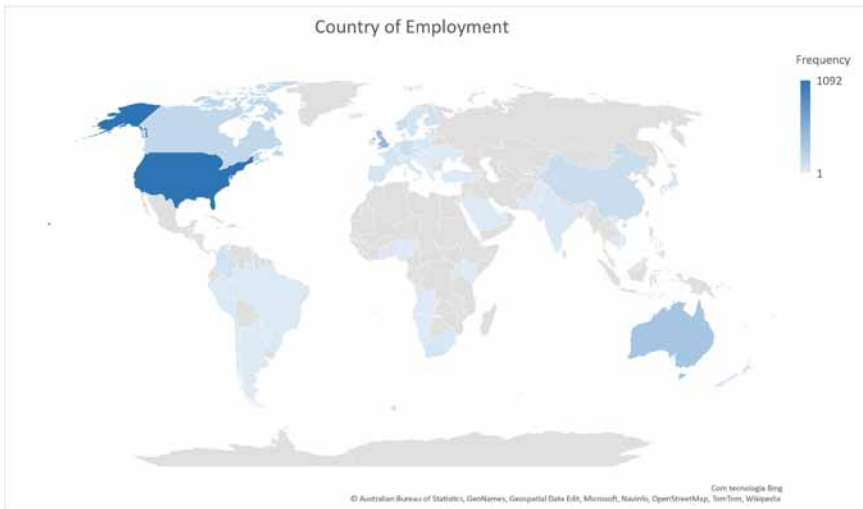 Country of Employment
Frequency
1092
1
Com tecnologia Bing
© Australian Bureau of Statistics, GeoNames, Geospatial Data Edit, Microsoft, Navinfo, OpenStreetMap, TomTom, Wikipedia